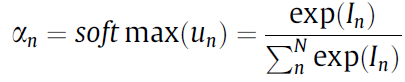 αₙ = soft max(uₙ) = exp(Iₙ) / ∑ₙᴺ exp(Iₙ)